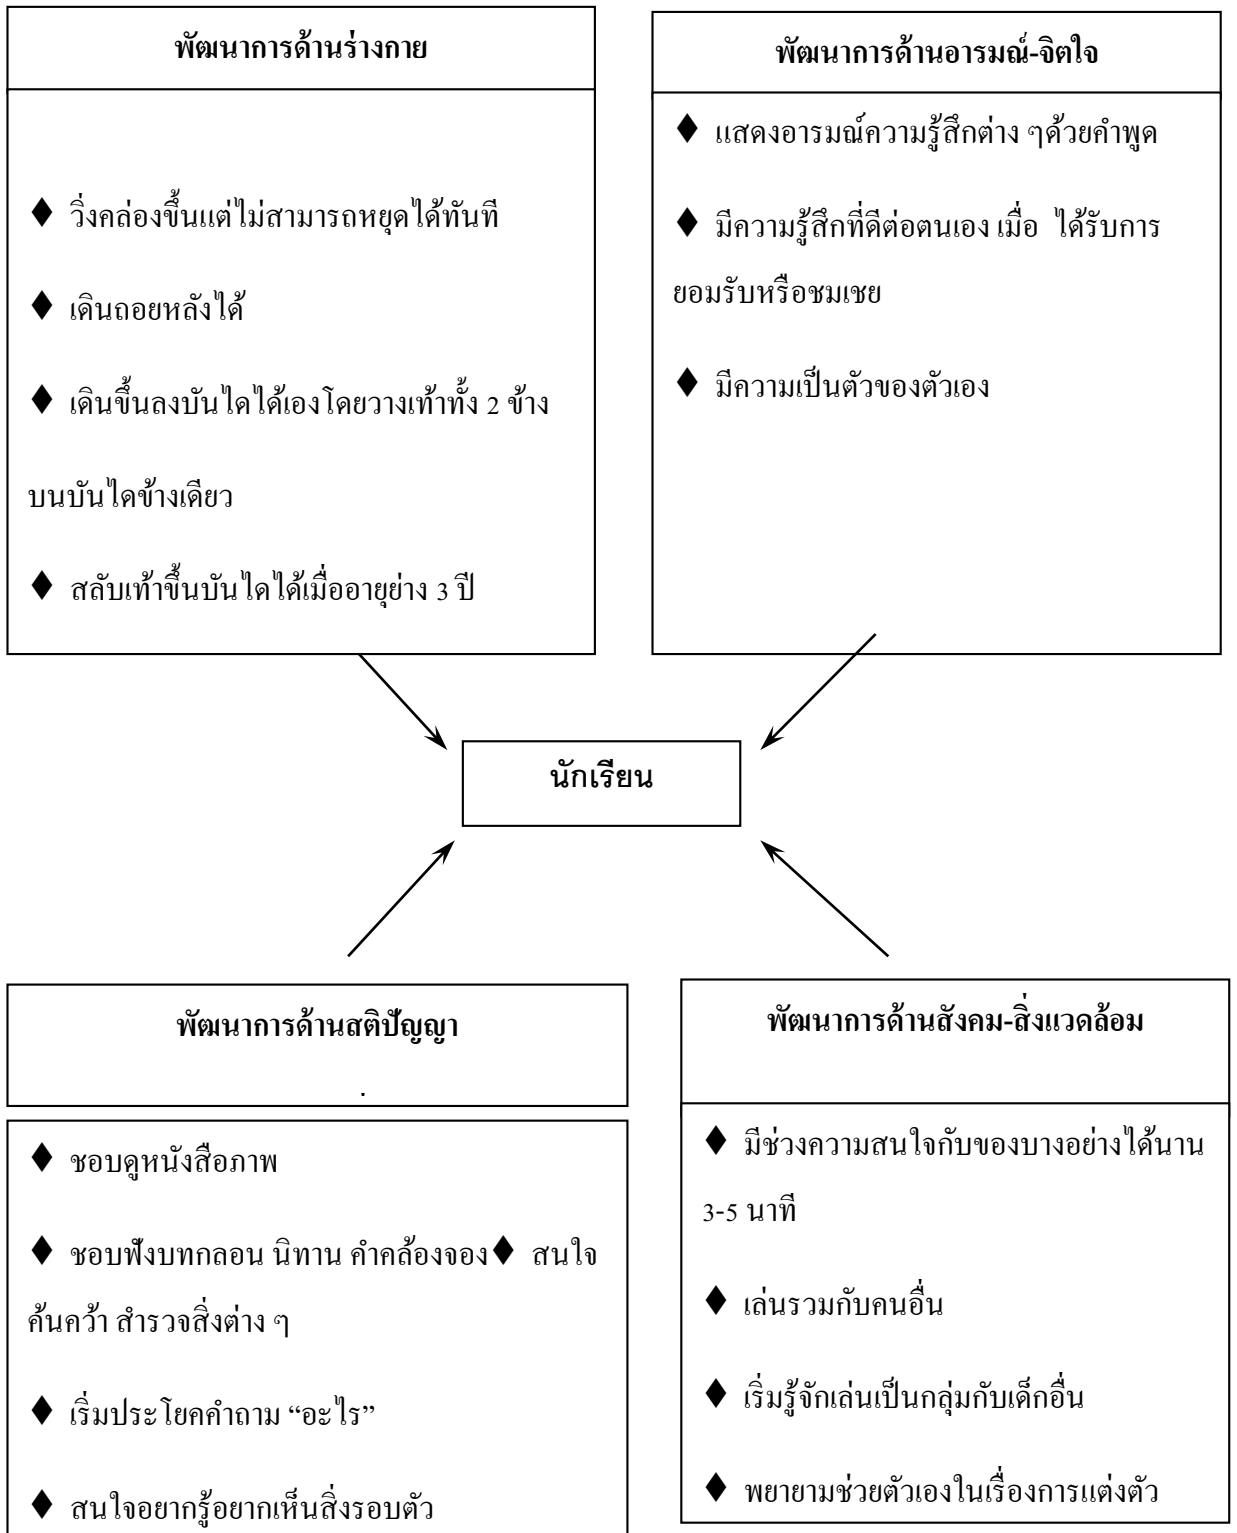 พัฒนาการด้านร่างกาย
♦ วิ่งคล่องขึ้นแต่ไม่สามารถหยุดได้ทันที
♦ เดินถอยหลังได้
♦ เดินขึ้นลงบันไดได้เองโดยวางเท้าทั้ง 2 ข้าง
บนบันไดข้างเดียว
♦ สลับเท้าขึ้นบันไดได้เมื่ออายุย่าง 3 ปี
พัฒนาการด้านอารมณ์-จิตใจ
♦ แสดงอารมณ์ความรู้สึกต่าง ๆด้วยคำพูด
♦ มีความรู้สึกที่ดีต่อตนเอง เมื่อ ได้รับการ
ยอมรับหรือชมเชย
♦ มีความเป็นตัวของตัวเอง
นักเรียน
พัฒนาการด้านสติปัญญา
♦ ชอบดูหนังสือภาพ
♦ ชอบฟังบทกลอน นิทาน คำคล้องจอง♦ สนใจ
ค้นคว้า สำรวจสิ่งต่าง ๆ
♦ เริ่มประโยคคำถาม “อะไร”
♦ สนใจอยากรู้อยากเห็นสิ่งรอบตัว
พัฒนาการด้านสังคม-สิ่งแวดล้อม
♦ มีช่วงความสนใจกับของบางอย่างได้นาน
3-5 นาที
♦ เล่นรวมกับคนอื่น
♦ เริ่มรู้จักเล่นเป็นกลุ่มกับเด็กอื่น
♦ พยายามช่วยตัวเองในเรื่องการแต่งตัว